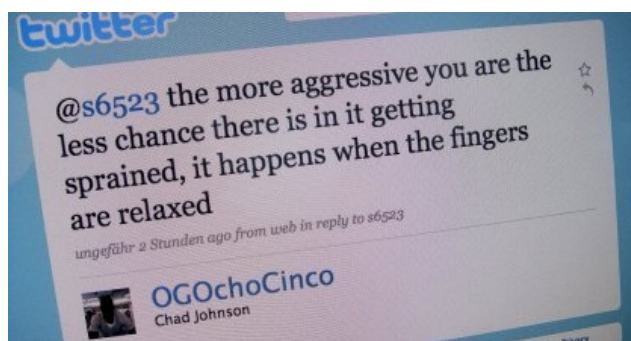 twitter
@s6523 the more aggressive you are the
less chance there is in it getting
sprained, it happens when the fingers
are relaxed
ungefähr 2 Stunden ago from web in reply to s6523
OGOchoCinco
Chad Johnson
Privacy